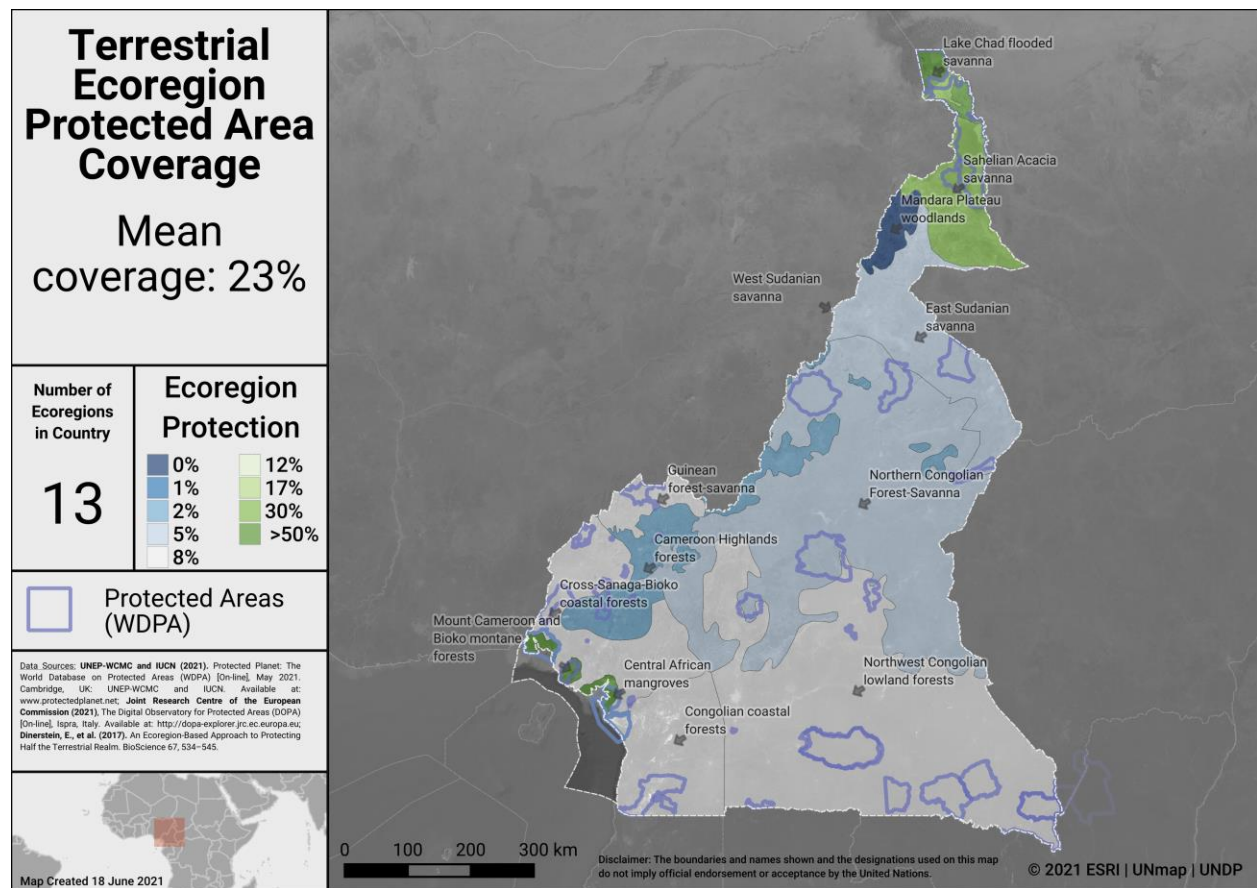 Terrestrial
Ecoregion
Protected Area
Coverage
Mean
coverage: 23%
Number of
Ecoregions
in Country
13
Ecoregion
Protection
0%
1%
2%
5%
8%
12%
17%
30%
>50%
Protected Areas
(WDPA)
Data Sources: UNEP-WCMC and IUCN (2021). Protected Planet: The
World Database on Protected Areas (WDPA) [On-line], May 2021.
Cambridge, UK: UNEP-WCMC and IUCN. Available at:
www.protectedplanet.net; Joint Research Centre of the European
Commission (2021), The Digital Observatory for Protected Areas (DOPA)
[On-line], Ispra, Italy. Available at: http://dopa-explorer.jrc.ec.europa.eu;
Dinerstein, E., et al. (2017). An Ecoregion-Based Approach to Protecting
Half the Terrestrial Realm. BioScience 67, 534–545.
Map Created 18 June 2021
Lake Chad flooded
savanna
Sahelian Acacia
savanna
Mandara Plateau
woodlands
West Sudanian
savanna
East Sudanian
savanna
Guinean
forest-savanna
Northern Congolian
Forest-Savanna
Cameroon Highlands
forests
Cross-Sanaga-Bioko
coastal forests
Mount Cameroon and
Bioko montane
forests
Central African
mangroves
Northwest Congolian
lowland forests
Congolian coastal
forests
0 100 200 300 km
Disclaimer: The boundaries and names shown and the designations used on this map
do not imply official endorsement or acceptance by the United Nations.
© 2021 ESRI | UNmap | UNDP